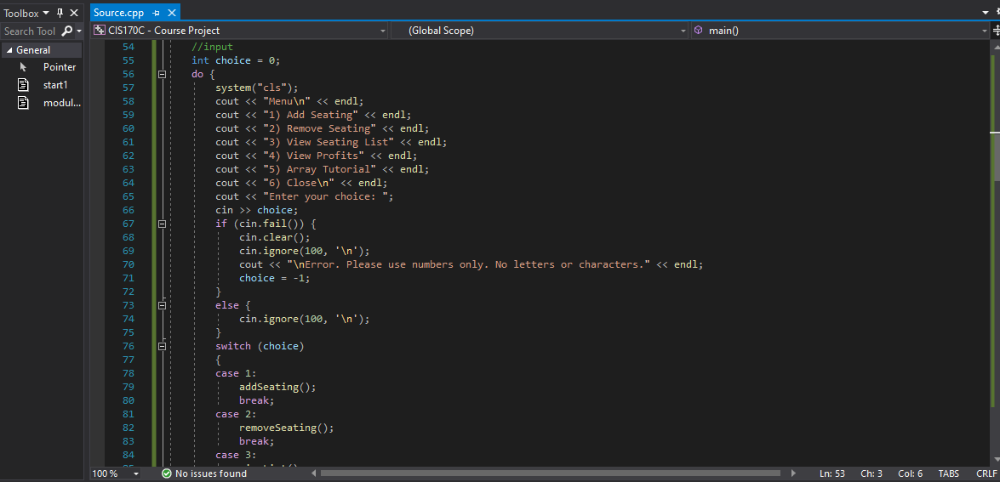 Toolbox
Search Tool
General
Pointer
start1
modul...
Source.cpp
CIS170C - Course Project (Global Scope) main()
54 //input
55 int choice = 0;
56 do {
57 system("cls");
58 cout << "Menu\n" << endl;
59 cout << "1) Add Seating" << endl;
60 cout << "2) Remove Seating" << endl;
61 cout << "3) View Seating List" << endl;
62 cout << "4) View Profits" << endl;
63 cout << "5) Array Tutorial" << endl;
64 cout << "6) Close\n" << endl;
65 cout << "Enter your choice: ";
66 cin >> choice;
67 if (cin.fail()) {
68 cin.clear();
69 cin.ignore(100, '\n');
70 cout << "\nError. Please use numbers only. No letters or characters." << endl;
71 choice = -1;
72 }
73 else {
74 cin.ignore(100, '\n');
75 }
76 switch (choice)
77 {
78 case 1:
79 addSeating();
80 break;
81 case 2:
82 removeSeating();
83 break;
84 case 3:
100 % No issues found Ln: 53 Ch: 3 Col: 6 TABS CRLF